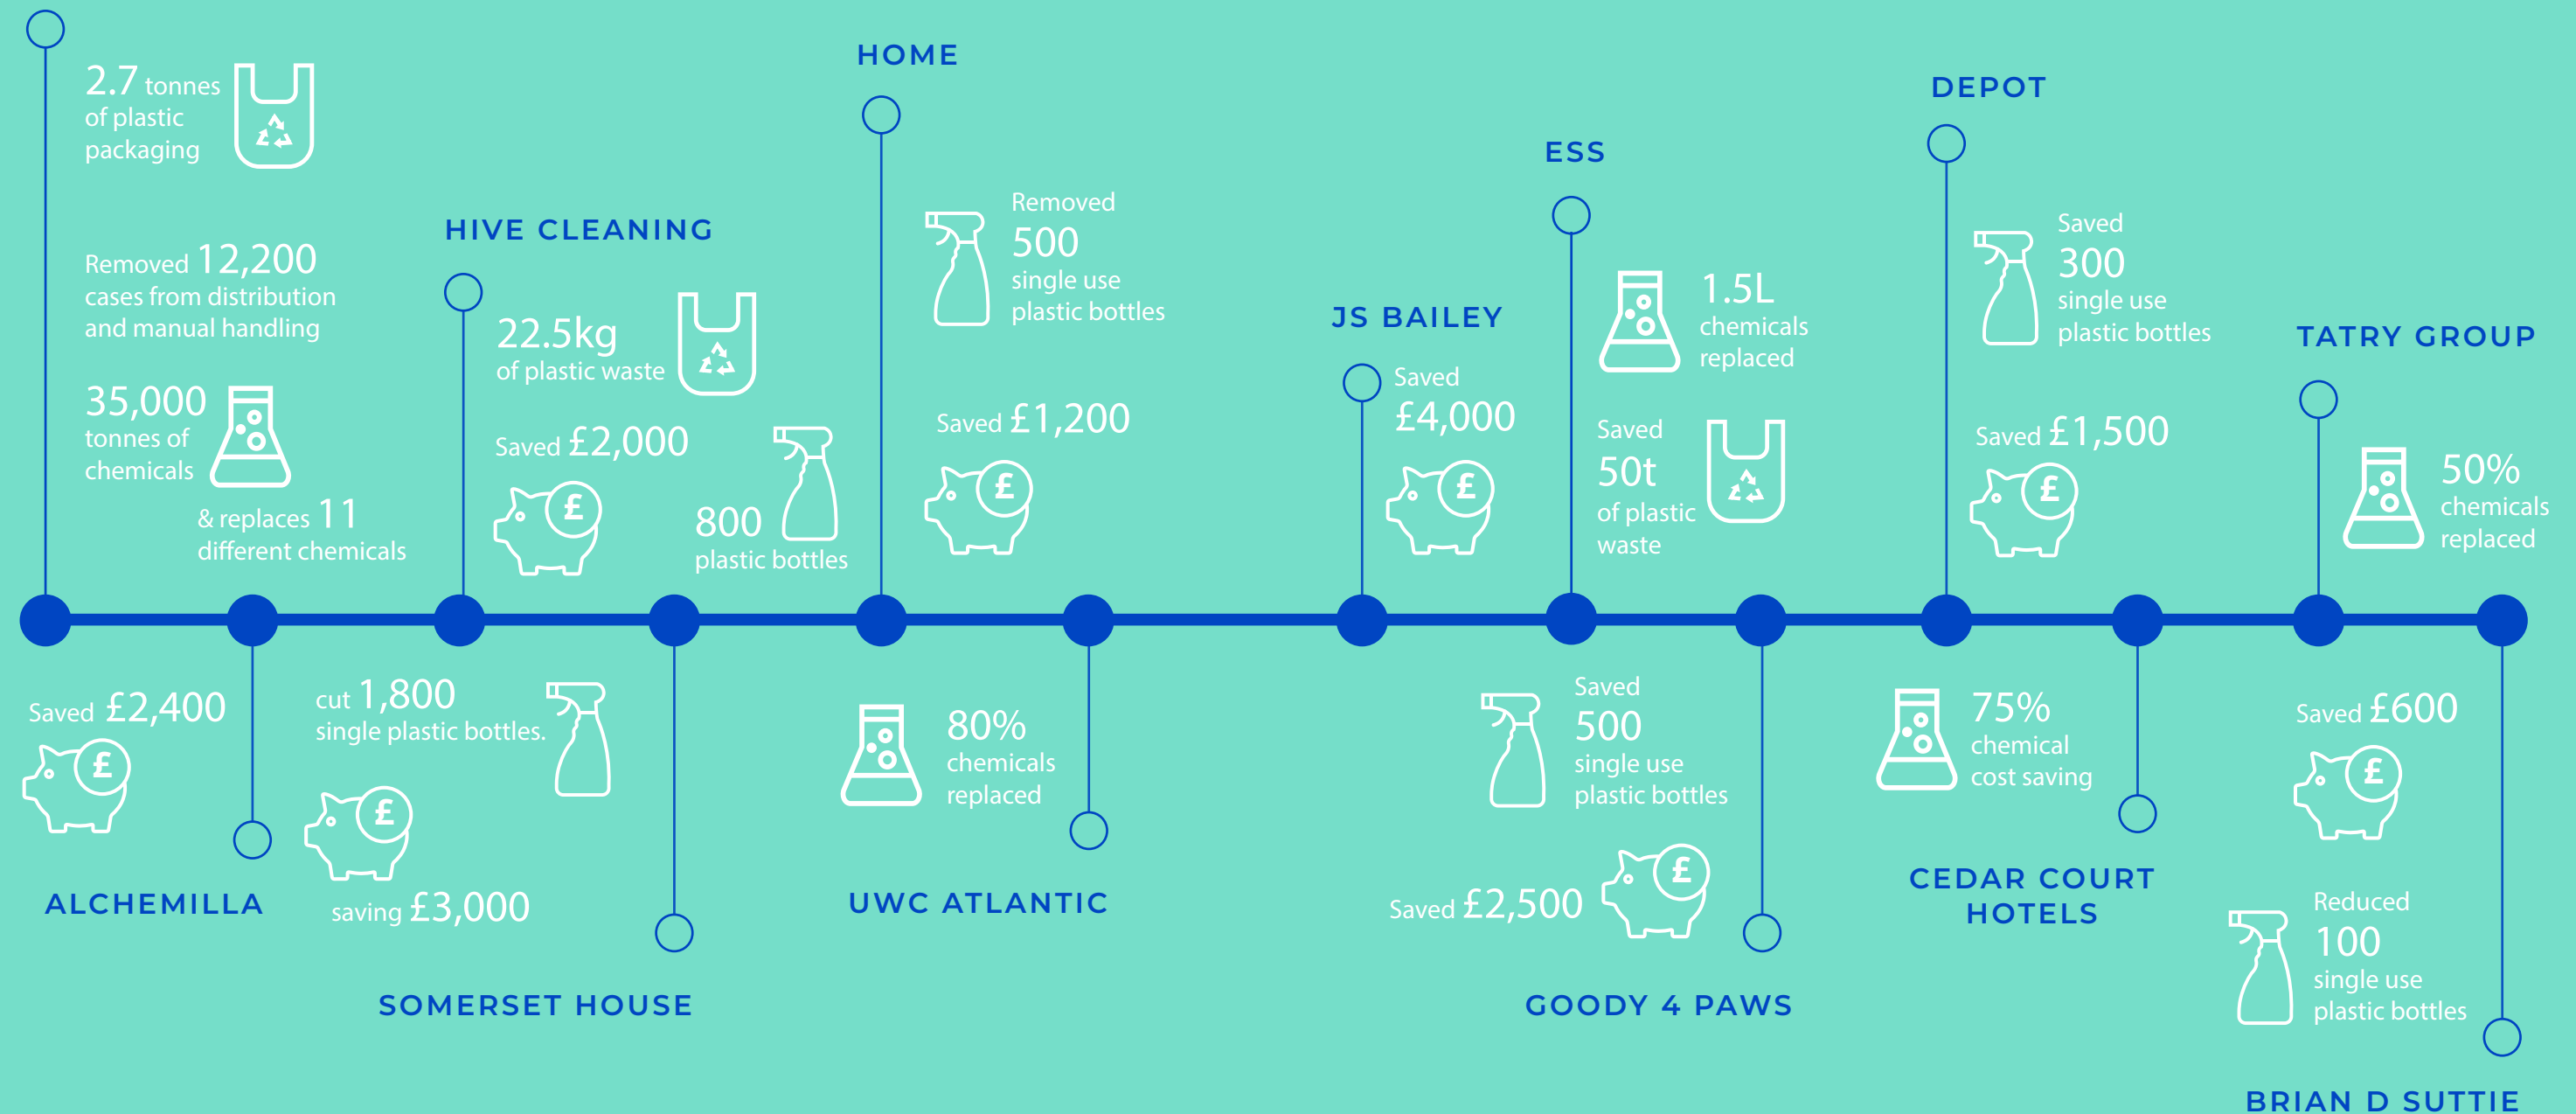 2.7 tonnes
of plastic
packaging
Removed 12,200
cases from distribution
and manual handling
35,000
tonnes of
chemicals
& replaces 11
different chemicals
Saved £2,400
£
ALCHEMILLA
HIVE CLEANING
22.5kg
of plastic waste
Saved £2,000
£
800
plastic bottles
cut 1,800
single plastic bottles.
£
saving £3,000
SOMERSET HOUSE
HOME
Removed
500
single use
plastic bottles
Saved £1,200
£
80%
chemicals
replaced
UWC ATLANTIC
JS BAILEY
Saved
£4,000
£
ESS
1.5L
chemicals
replaced
Saved
50t
of plastic
waste
Saved
500
single use
plastic bottles
Saved £2,500
£
GOODY 4 PAWS
DEPOT
Saved
300
single use
plastic bottles
Saved £1,500
£
75%
chemical
cost saving
CEDAR COURT
HOTELS
TATRY GROUP
50%
chemicals
replaced
Saved £600
£
Reduced
100
single use
plastic bottles
BRIAN D SUTTIE